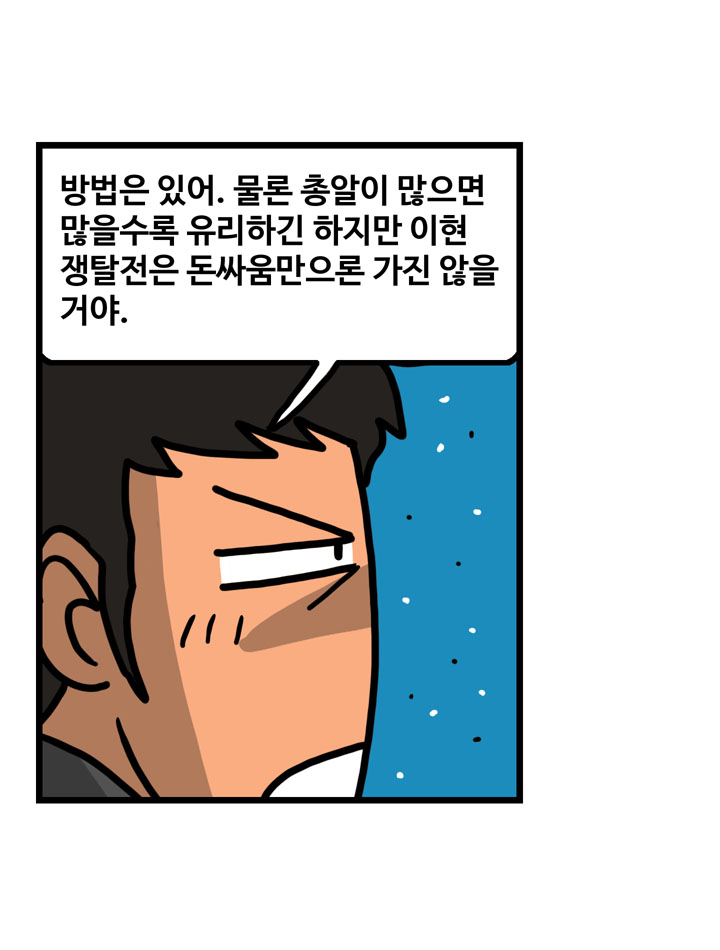 방법은 있어. 물론 총알이 많으면
많을수록 유리하긴 하지만 이현
쟁탈전은 돈싸움만으론 가진 않을
거야.